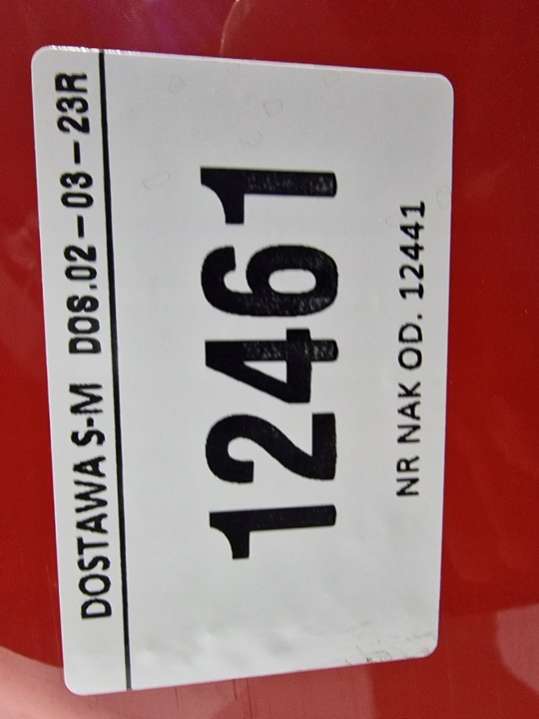 DOSTAWA S-M DOS.02-03-23R
12461
NR NAK OD. 12441